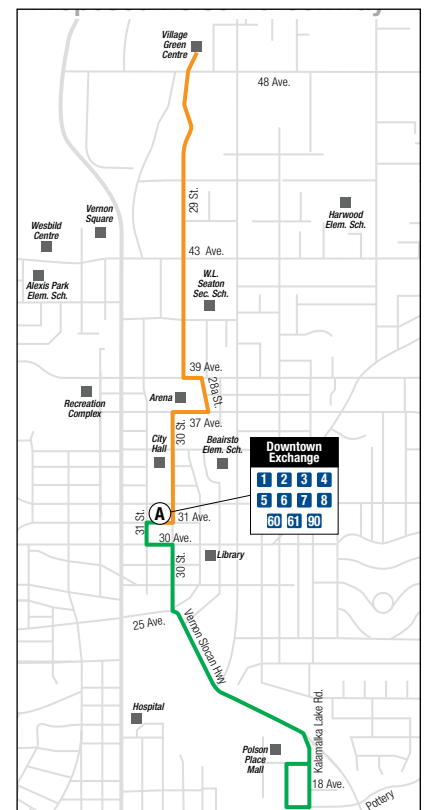 Village
Green
Centre
48 Ave.
29 St.
Harwood
Elem. Sch.
Vernon
Square
Wesbild
Centre
43 Ave.
Alexis Park
Elem. Sch.
W.L.
Seaton
Sec. Sch.
39 Ave.
28a St.
Arena
Recreation
Complex
37 Ave.
30 St.
City
Hall
Beairsto
Elem. Sch.
Downtown
Exchange
1 2 3 4
5 6 7 8
60 61 90
A
31 Ave.
31 St.
30 Ave.
30 St.
Library
25 Ave.
Vernon Slocan Hwy
Hospital
Kalamalka Lake Rd.
Polson
Place
Mall
18 Ave.
Pottery